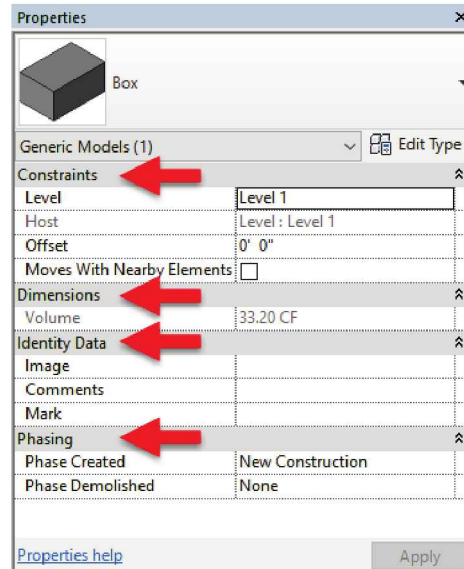 Properties
Box
Generic Models (1) Edit Type
Constraints
Level Level 1
Host Level : Level 1
Offset 0' 0"
Moves With Nearby Elements
Dimensions
Volume 33.20 CF
Identity Data
Image
Comments
Mark
Phasing
Phase Created New Construction
Phase Demolished None
Properties help Apply